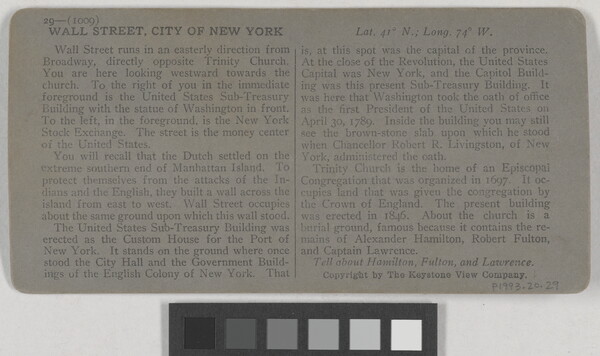 29—(1009)
WALL STREET, CITY OF NEW YORK
Wall Street runs in an easterly direction from
Broadway, directly opposite Trinity Church.
You are here looking westward towards the
church. To the right of you in the immediate
foreground is the United States Sub-Treasury
Building with the statue of Washington in front.
To the left, in the foreground, is the New York
Stock Exchange. The street is the money center
of the United States.
You will recall that the Dutch settled on the
extreme southern end of Manhattan Island. To
protect themselves from the attacks of the In-
dians and the English, they built a wall across the
island from east to west. Wall Street occupies
about the same ground upon which this wall stood.
The United States Sub-Treasury Building was
erected as the Custom House for the Port of
New York. It stands on the ground where once
stood the City Hall and the Government Build-
ings of the English Colony of New York. That
Lat. 41° N.; Long. 74° W.
is, at this spot was the capital of the province.
At the close of the Revolution, the United States
Capital was New York, and the Capitol Build-
ing was this present Sub-Treasury Building. It
was here that Washington took the oath of office
as the first President of the United States on
April 30, 1789. Inside the building you may still
see the brown-stone slab upon which he stood
when Chancellor Robert R. Livingston, of New
York, administered the oath.
Trinity Church is the home of an Episcopal
Congregation that was organized in 1697. It oc-
cupies land that was given the congregation by
the Crown of England. The present building
was erected in 1846. About the church is a
burial ground, famous because it contains the re-
mains of Alexander Hamilton, Robert Fulton,
and Captain Lawrence.
Tell about Hamilton, Fulton, and Lawrence.
Copyright by The Keystone View Company.
P1993.20.29